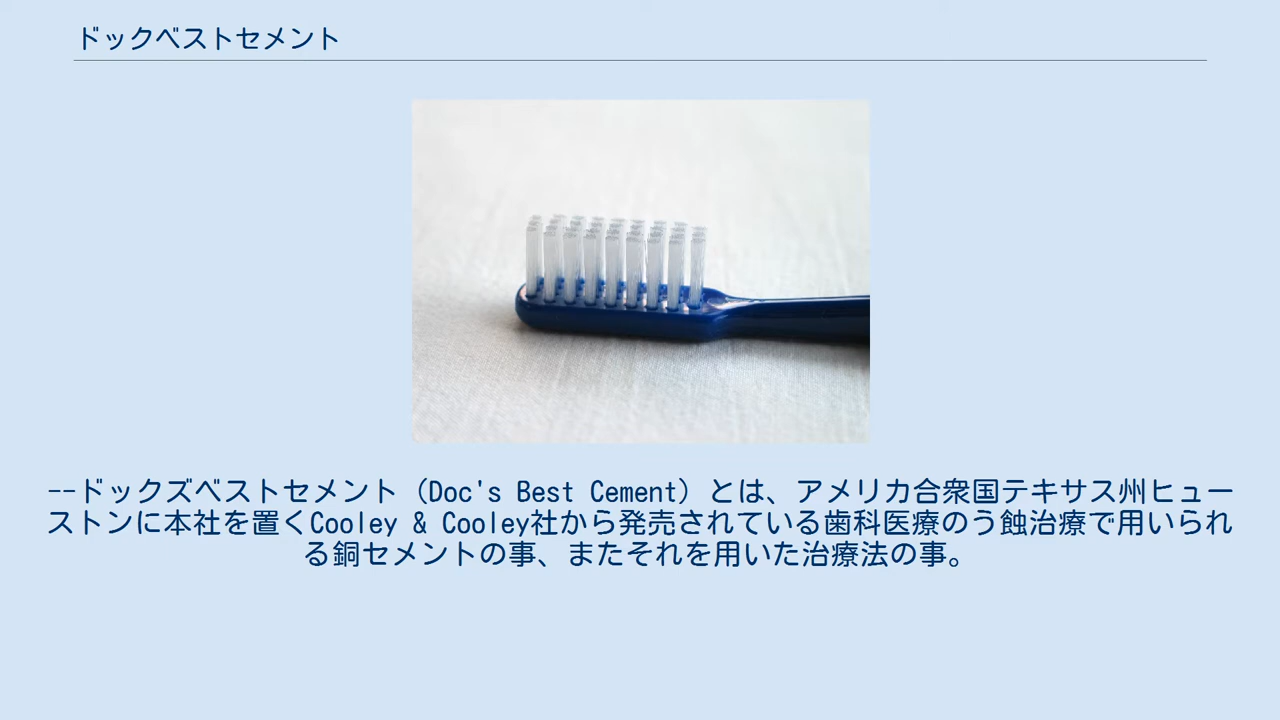 ドックベストセメント
--ドックズベストセメント（Doc's Best Cement）とは、アメリカ合衆国テキサス州ヒュー
ストンに本社を置くCooley & Cooley社から発売されている歯科医療のう蝕治療で用いられ
る銅セメントの事、またそれを用いた治療法の事。